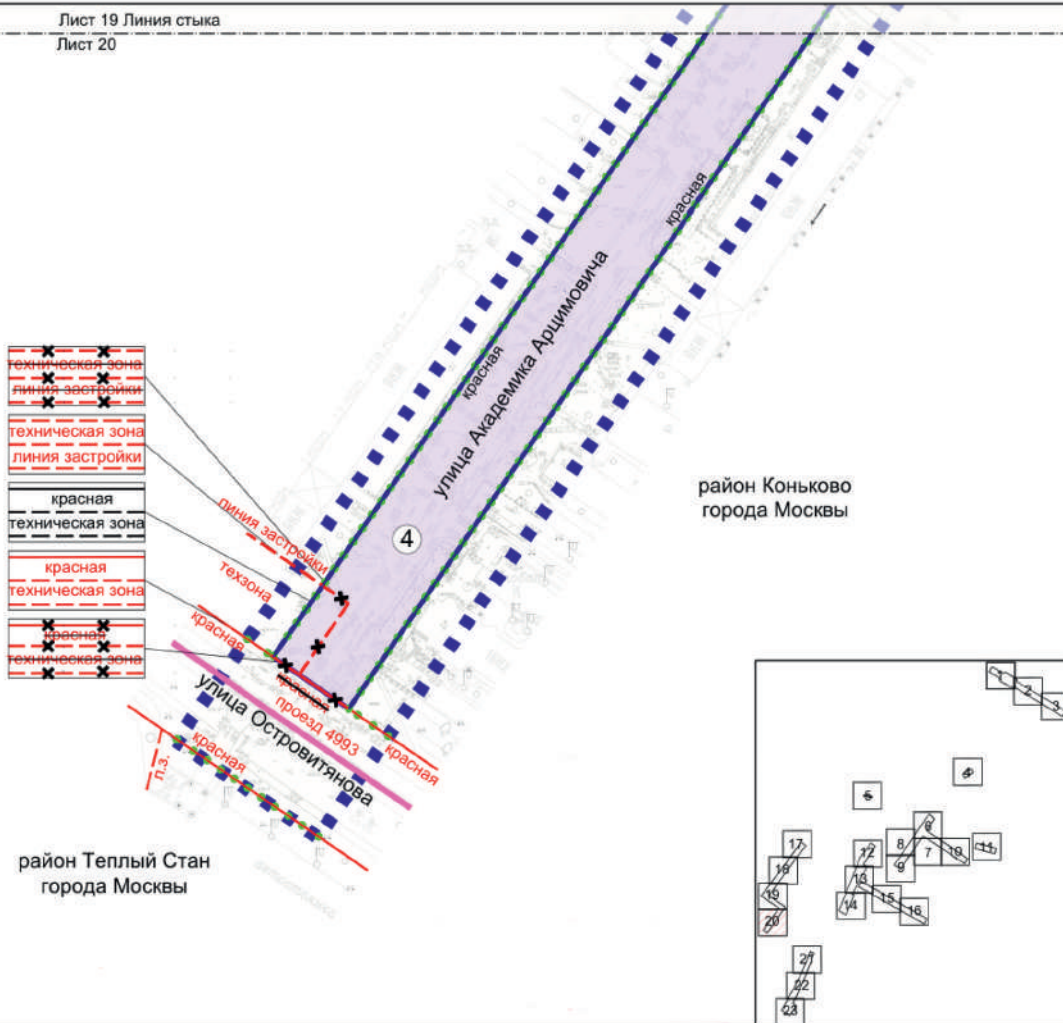 Лист 19 Линия стыка
Лист 20
красная
красная
улица Академика Арцимовича
4
район Коньково
города Москвы
техническая зона
линия застройки
техническая зона
линия застройки
красная
техническая зона
красная
техническая зона
красная
техническая зона
линия застройки
техзона
красная
красная
проезд 4993
красная
улица Островитянова
красная
п.з.
район Теплый Стан
города Москвы
1
2
3
4
5
6
7
8
9
10
11
12
13
14
15
16
17
18
19
20
21
22
23